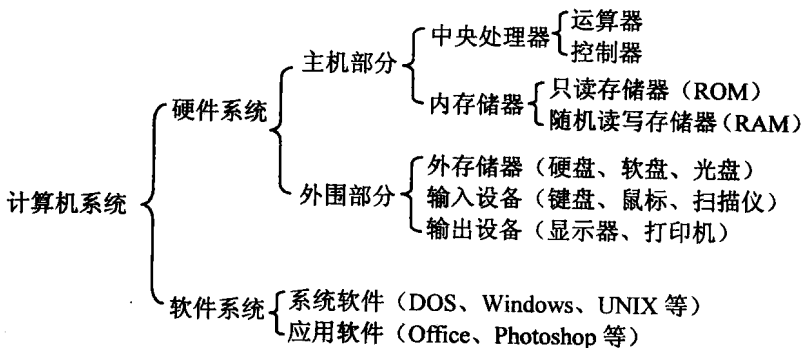 计算机系统
硬件系统
主机部分
中央处理器
运算器
控制器
内存储器
只读存储器（ROM）
随机读写存储器（RAM）
外围部分
外存储器（硬盘、软盘、光盘）
输入设备（键盘、鼠标、扫描仪）
输出设备（显示器、打印机）
软件系统
系统软件（DOS、Windows、UNIX 等）
应用软件（Office、Photoshop 等）